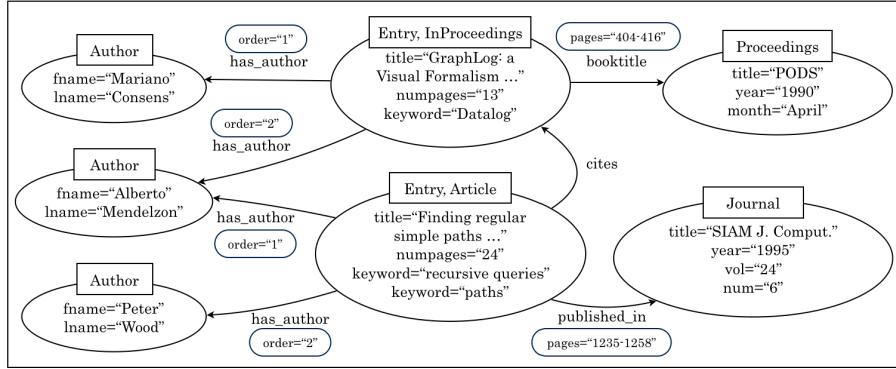 Author
fname=“Mariano”
lname=“Consens”
order=“1”
has_author
Entry, InProceedings
title=“GraphLog: a
Visual Formalism ...”
numpages=“13”
keyword=“Datalog”
pages=“404-416”
booktitle
Proceedings
title=“PODS”
year=“1990”
month=“April”
order=“2”
has_author
Author
fname=“Alberto”
lname=“Mendelzon”
has_author
order=“1”
Entry, Article
title=“Finding regular
simple paths ...”
numpages=“24”
keyword=“recursive queries”
keyword=“paths”
cites
Journal
title=“SIAM J. Comput.”
year=“1995”
vol=“24”
num=“6”
Author
fname=“Peter”
lname=“Wood”
has_author
order=“2”
published_in
pages=“1235-1258”